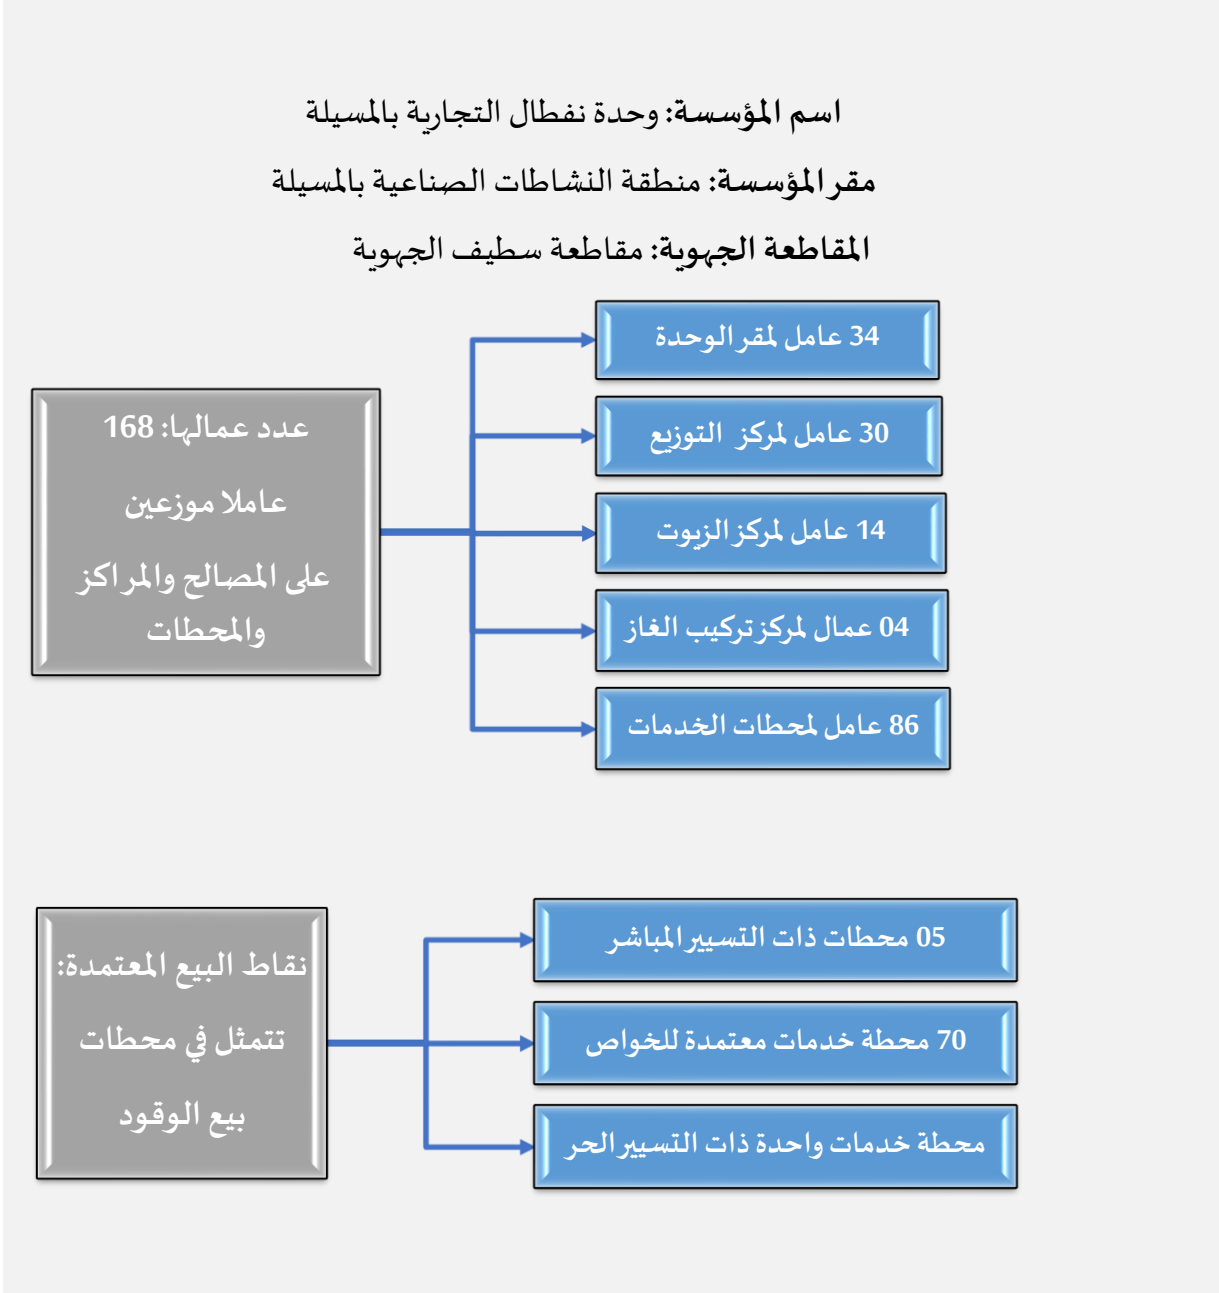 اسم المؤسسة: وحدة نفطال التجارية بالمسيلة
مقر المؤسسة: منطقة النشاطات الصناعية بالمسيلة
المقاطعة الجهوية: مقاطعة سطيف الجهوية
عدد عمالها: 168
عاملا موزعين
على المصالح والمراكز
والمحطات
34 عامل لمقر الوحدة
30 عامل لمركز التوزيع
14 عامل لمركز الزيوت
04 عمال لمركز تركيب الغاز
86 عامل لمحطات الخدمات
نقاط البيع المعتمدة:
تتمثل في محطات
بيع الوقود
05 محطات ذات التسيير المباشر
70 محطة خدمات معتمدة للخواص
محطة خدمات واحدة ذات التسيير الحر